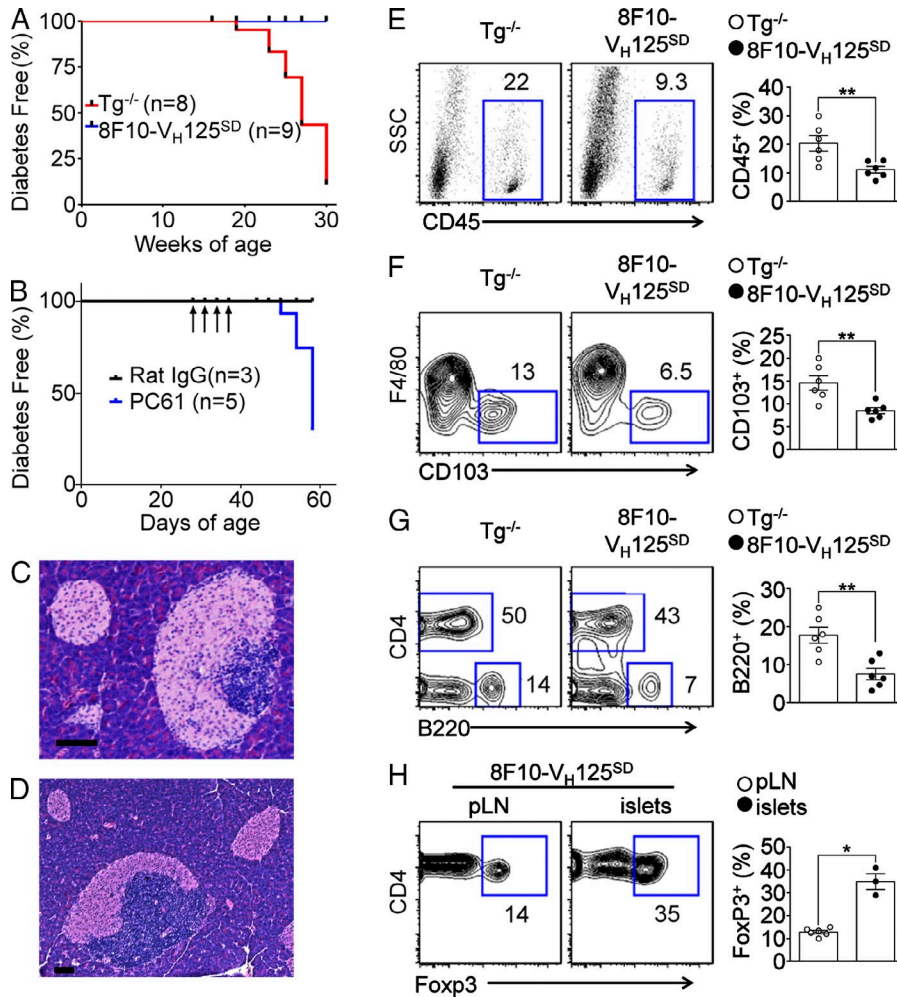 A
Diabetes Free (%)
100
75
50
25
0
Tg-/- (n=8)
8F10-VH125SD (n=9)
0
10
20
30
Weeks of age
B
Diabetes Free (%)
100
100
0
Rat IgG(n=3)
PC61 (n=5)
0
20
40
60
Days of age
C
D
E
Tg-/-
8F10-
VH125SD
22
9.3
SSC
CD45
Tg-/-
8F10-VH125SD
CD45+ (%)
40
30
20
10
0
**
F
Tg-/-
8F10-
VH125SD
13
6.5
F4/80
CD103
Tg-/-
8F10-VH125SD
CD103+ (%)
25
20
15
10
5
0
**
G
Tg-/-
8F10-
VH125SD
50
43
14
7
CD4
B220
Tg-/-
8F10-VH125SD
B220+ (%)
30
20
10
0
**
H
8F10-VH125SD
pLN
islets
14
35
CD4
Foxp3
pLN
islets
FoxP3+ (%)
50
40
30
20
10
0
*